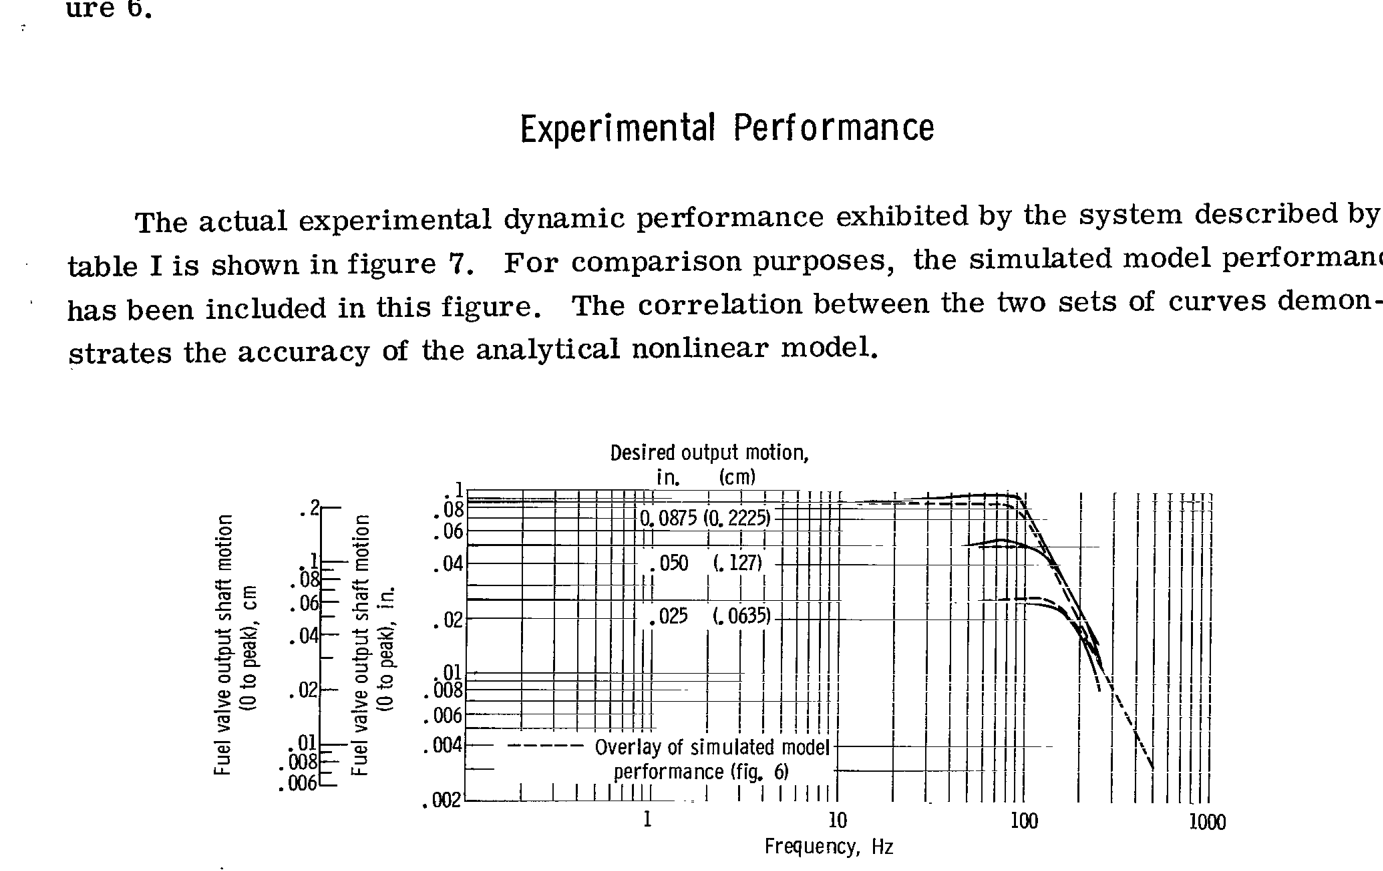 ure 6.
Experimental Performance
The actual experimental dynamic performance exhibited by the system described by
table I is shown in figure 7. For comparison purposes, the simulated model performanc
has been included in this figure. The correlation between the two sets of curves demon-
strates the accuracy of the analytical nonlinear model.
Desired output motion,
in. (cm)
0.0875 (0.2225)
.050 (.127)
.025 (.0635)
Overlay of simulated model
performance (fig. 6)
Fuel valve output shaft motion
(0 to peak), cm
.2
.1
.08
.06
.04
.02
.01
.008
.006
Fuel valve output shaft motion
(0 to peak), in.
.1
.08
.06
.04
.02
.01
.008
.006
.004
.002
1 10 100 1000
Frequency, Hz